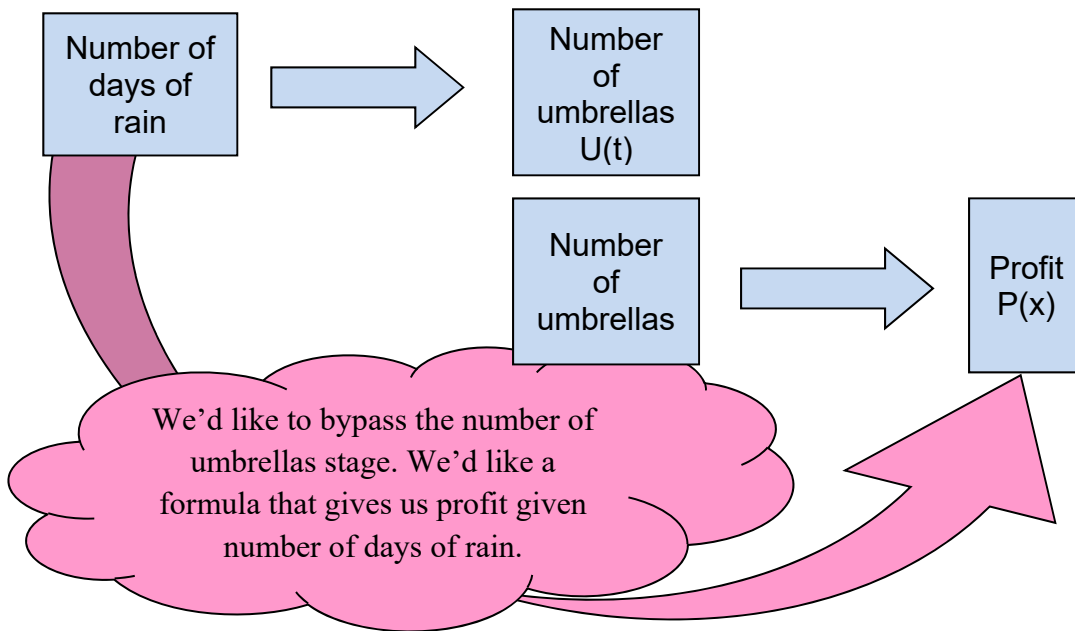 Number of
days of
rain
Number
of
umbrellas
U(t)
Number
of
umbrellas
Profit
P(x)
We’d like to bypass the number of
umbrellas stage. We’d like a
formula that gives us profit given
number of days of rain.